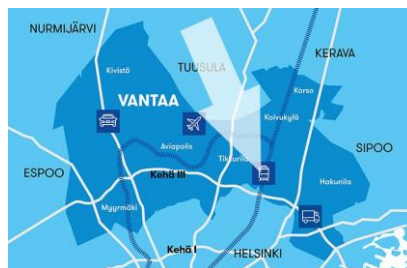 NURMIJÄRVI
KERAVA
TUUSULA
Kivistö
Korso
VANTAA
Koivukylä
SIPOO
Aviapolis
Tikkurila
ESPOO
Kehä III
Hakunila
Myyrmäki
Kehä I
HELSINKI